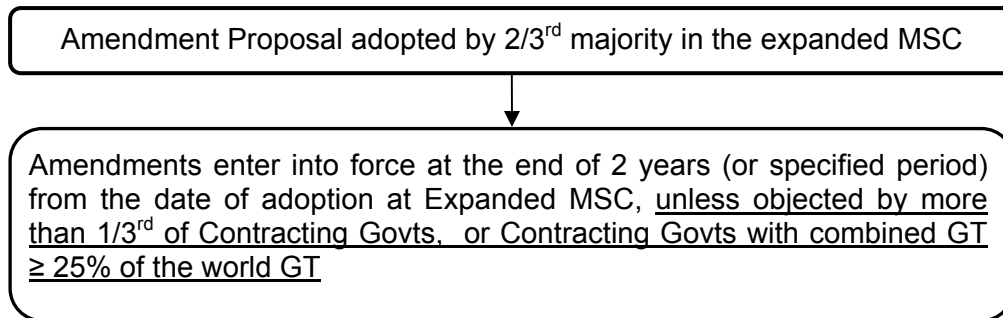 Amendment Proposal adopted by 2/3rd majority in the expanded MSC
Amendments enter into force at the end of 2 years (or specified period)
from the date of adoption at Expanded MSC, unless objected by more
than 1/3rd of Contracting Govts, or Contracting Govts with combined GT
≥ 25% of the world GT